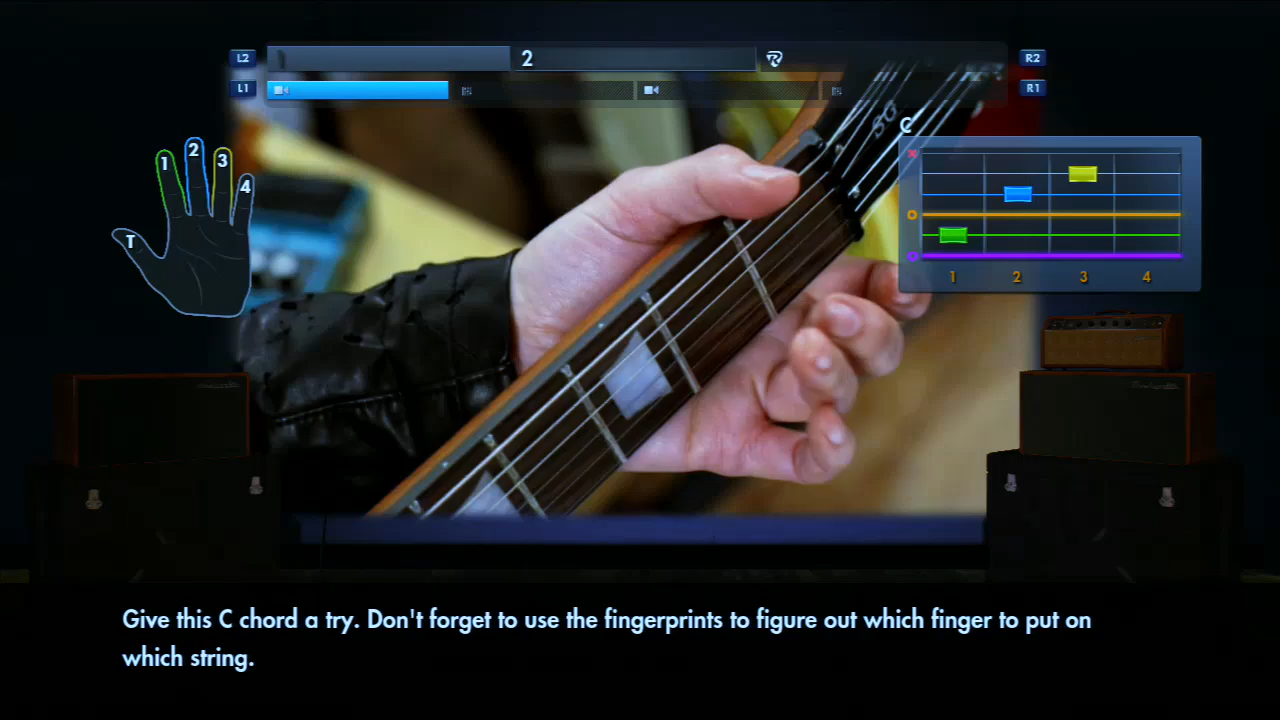 L2
2
R2
L1
R1
SG
C
1
2
3
4
T
x
o
o
1 2 3 4
Give this C chord a try. Don't forget to use the fingerprints to figure out which finger to put on
which string.